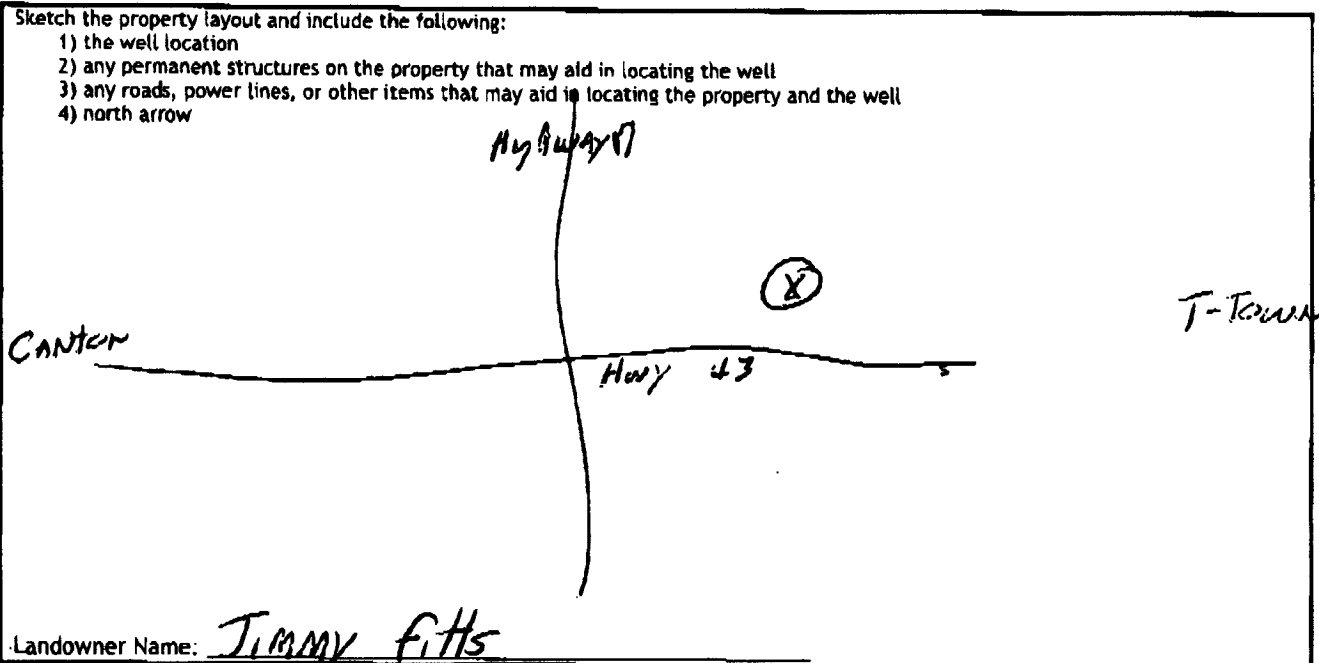 Sketch the property layout and include the following:
1) the well location
2) any permanent structures on the property that may aid in locating the well
3) any roads, power lines, or other items that may aid in locating the property and the well
4) north arrow
X
T-TOWN
CANTON
HWY 43
Landowner Name: JIMMY FITTS